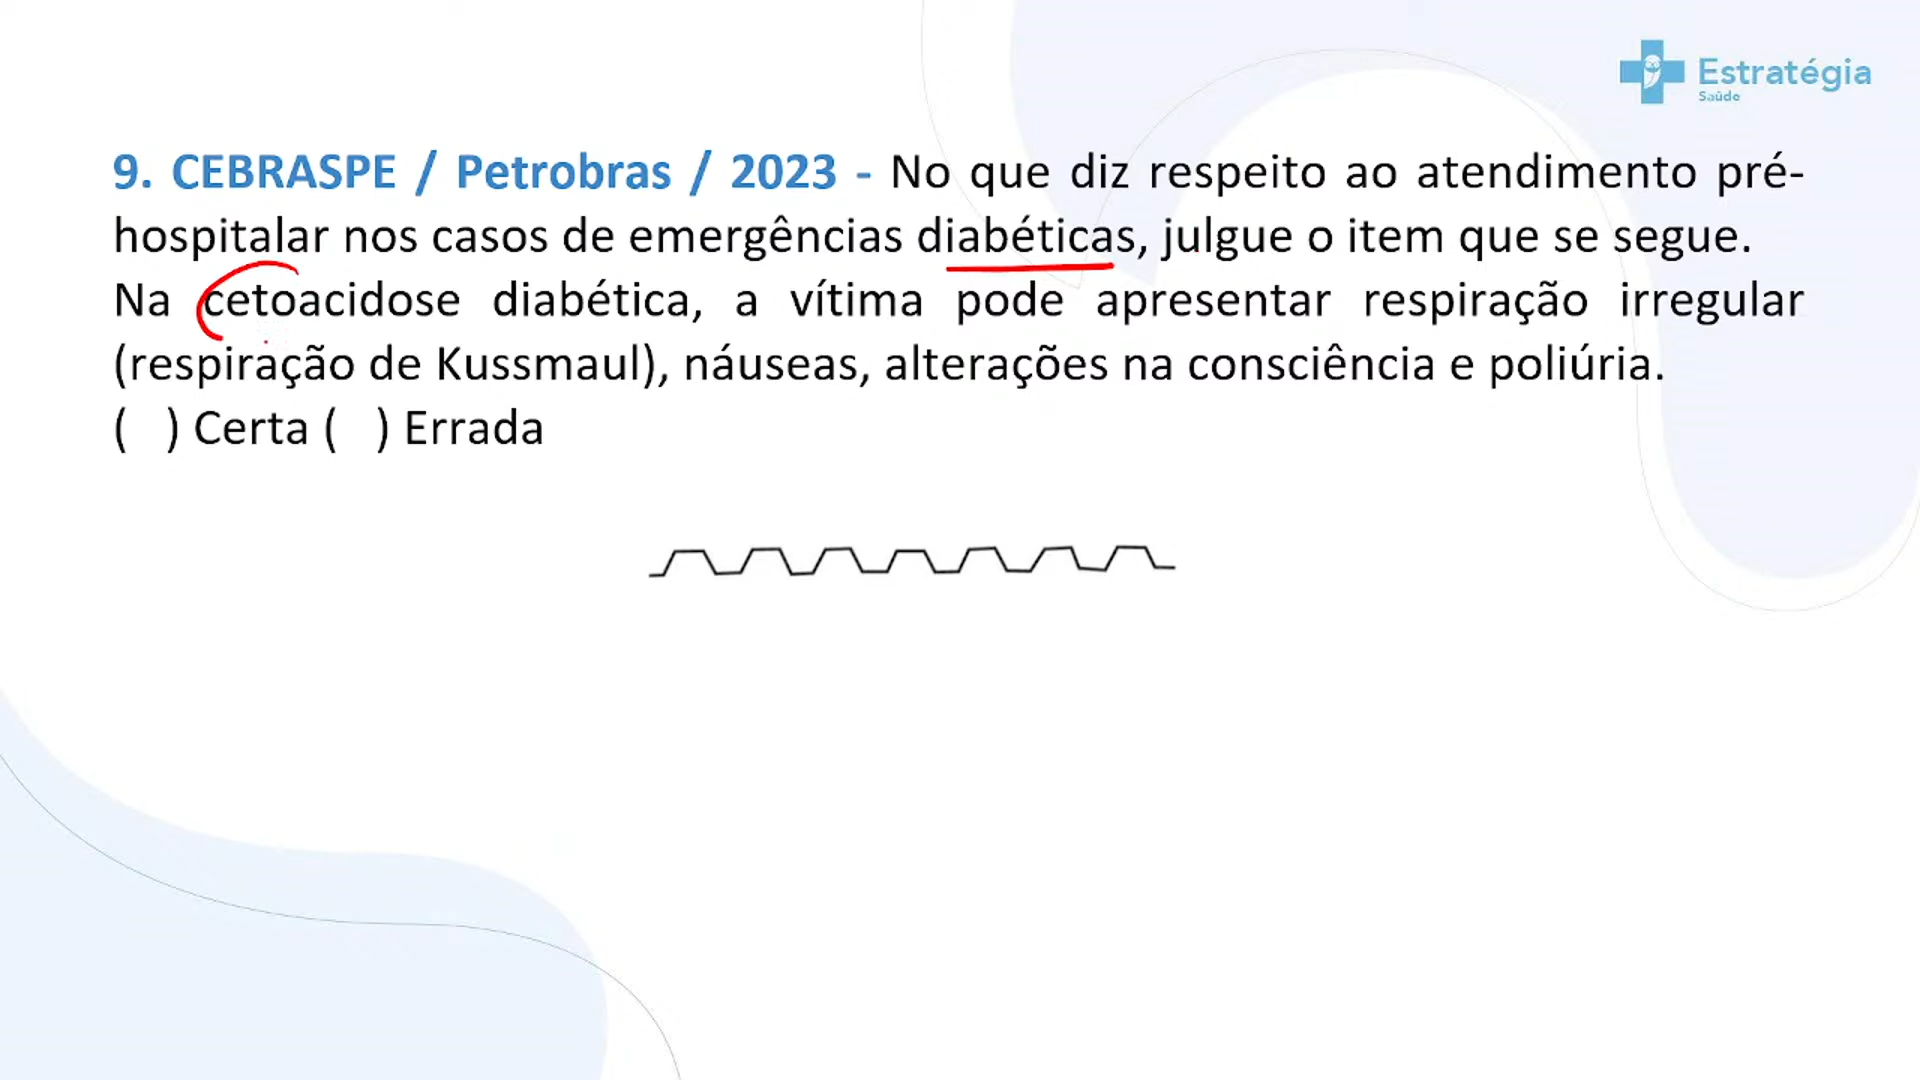 Estratégia
Saúde
9. CEBRASPE / Petrobras / 2023 - No que diz respeito ao atendimento pré-
hospitalar nos casos de emergências diabéticas, julgue o item que se segue.
Na cetoacidose diabética, a vítima pode apresentar respiração irregular
(respiração de Kussmaul), náuseas, alterações na consciência e poliúria.
(   ) Certa (   ) Errada